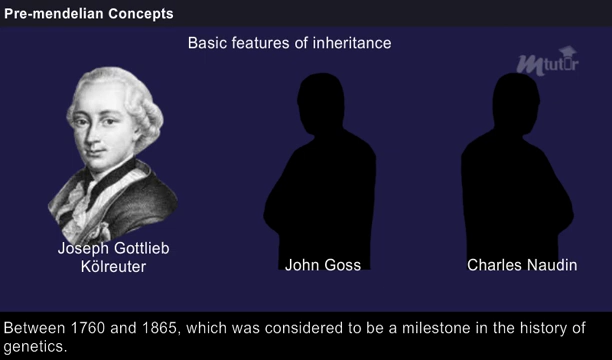 Pre-mendelian Concepts
Basic features of inheritance
mtutor
Joseph Gottlieb
Kölreuter
John Goss
Charles Naudin
Between 1760 and 1865, which was considered to be a milestone in the history of
genetics.